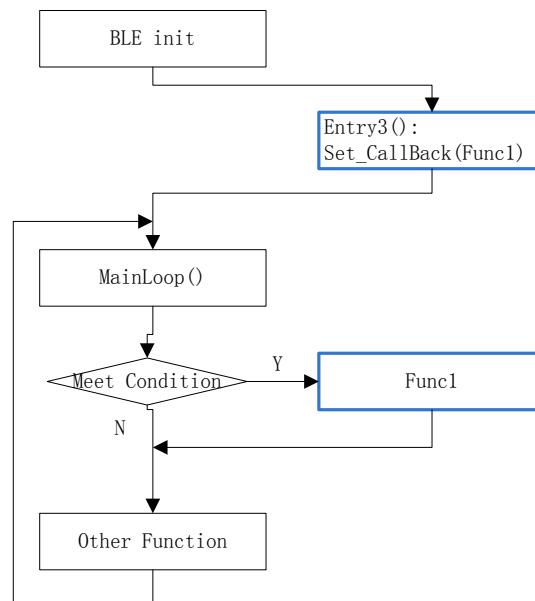 BLE init
Entry3():
Set_CallBack(Func1)
MainLoop()
Meet Condition
Y
Func1
N
Other Function